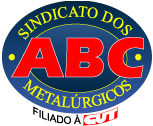 SINDICATO DOS
ABC
METALÚRGICOS
FILIADO À CUT